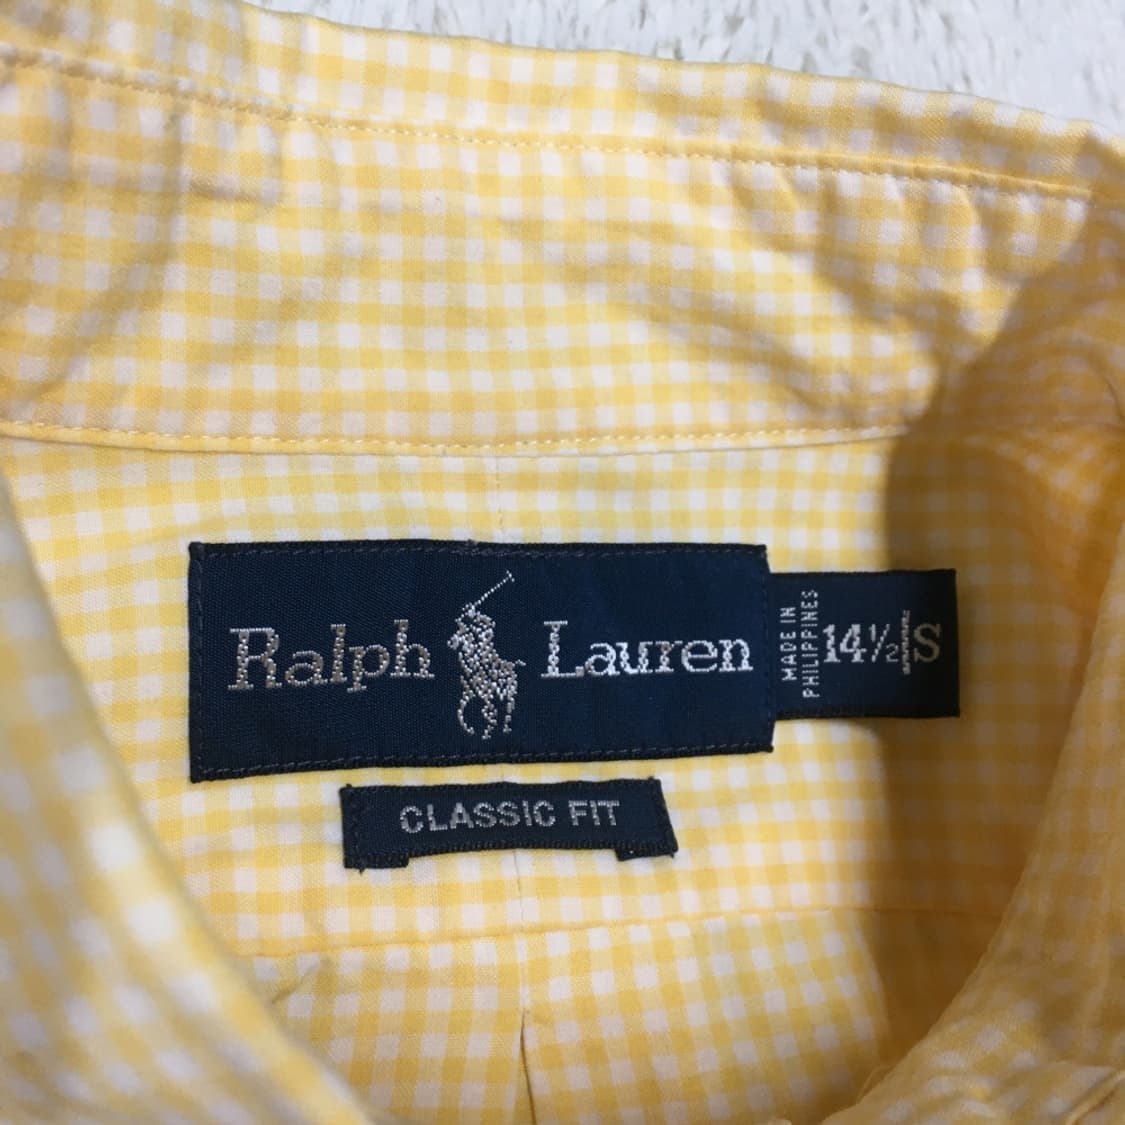 Ralph Lauren
MADE IN
PHILIPPINES
14½ S
CLASSIC FIT